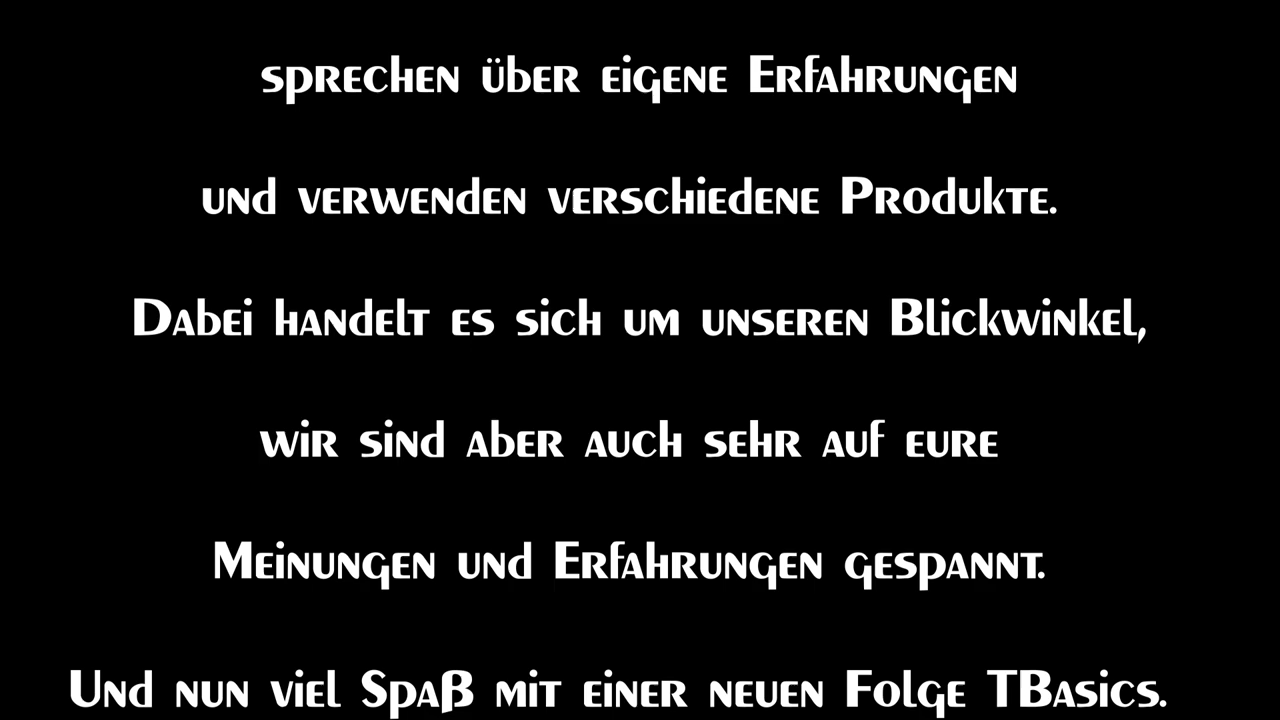 sprechen über eigene Erfahrungen
und verwenden verschiedene Produkte.
Dabei handelt es sich um unseren Blickwinkel,
wir sind aber auch sehr auf eure
Meinungen und Erfahrungen gespannt.
Und nun viel Spaß mit einer neuen Folge TBasics.